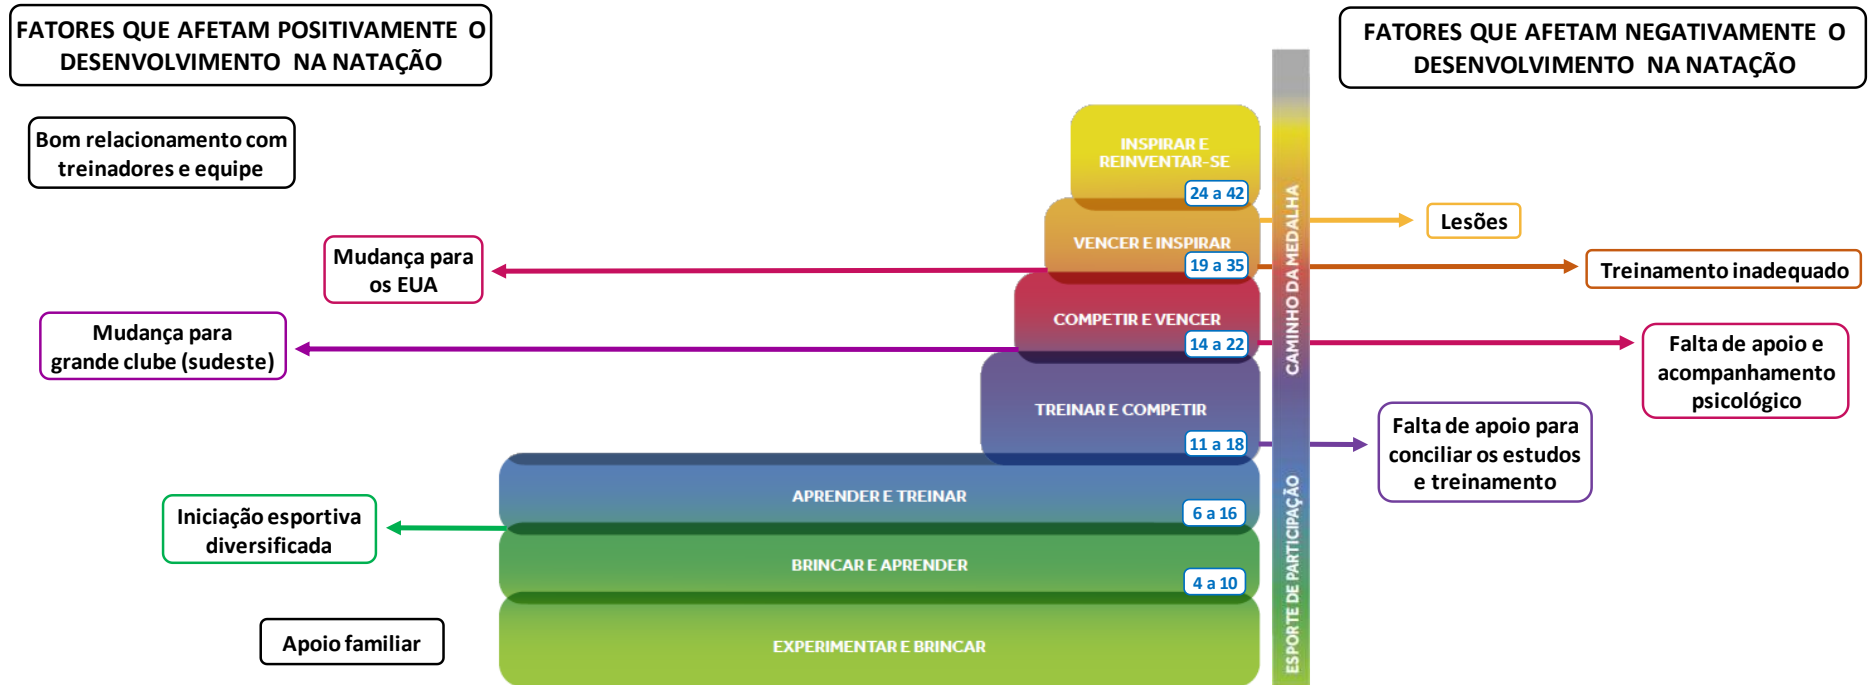 FATORES QUE AFETAM POSITIVAMENTE O
DESENVOLVIMENTO NA NATAÇÃO
FATORES QUE AFETAM NEGATIVAMENTE O
DESENVOLVIMENTO NA NATAÇÃO
Bom relacionamento com
treinadores e equipe
Mudança para
os EUA
Mudança para
grande clube (sudeste)
Iniciação esportiva
diversificada
Apoio familiar
INSPIRAR E
REINVENTAR-SE
24 a 42
VENCER E INSPIRAR
19 a 35
COMPETIR E VENCER
14 a 22
TREINAR E COMPETIR
11 a 18
APRENDER E TREINAR
6 a 16
BRINCAR E APRENDER
4 a 10
EXPERIMENTAR E BRINCAR
CAMINHO DA MEDALHA
ESPORTE DE PARTICIPAÇÃO
Lesões
Treinamento inadequado
Falta de apoio e
acompanhamento
psicológico
Falta de apoio para
conciliar os estudos
e treinamento